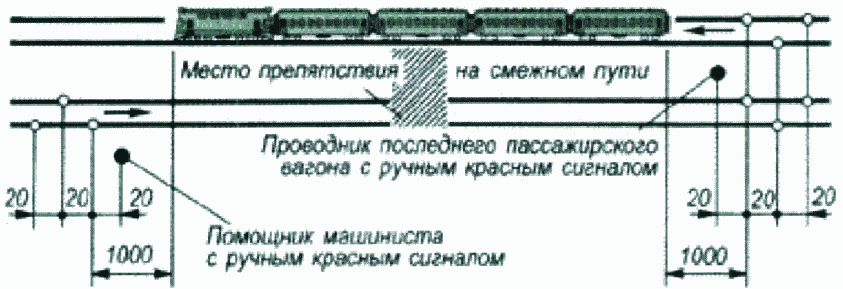 Место препятствия на смежном пути
Проводник последнего пассажирского
вагона с ручным красным сигналом
20 20 20 20 20 20
Помощник машиниста
с ручным красным сигналом
1000 1000